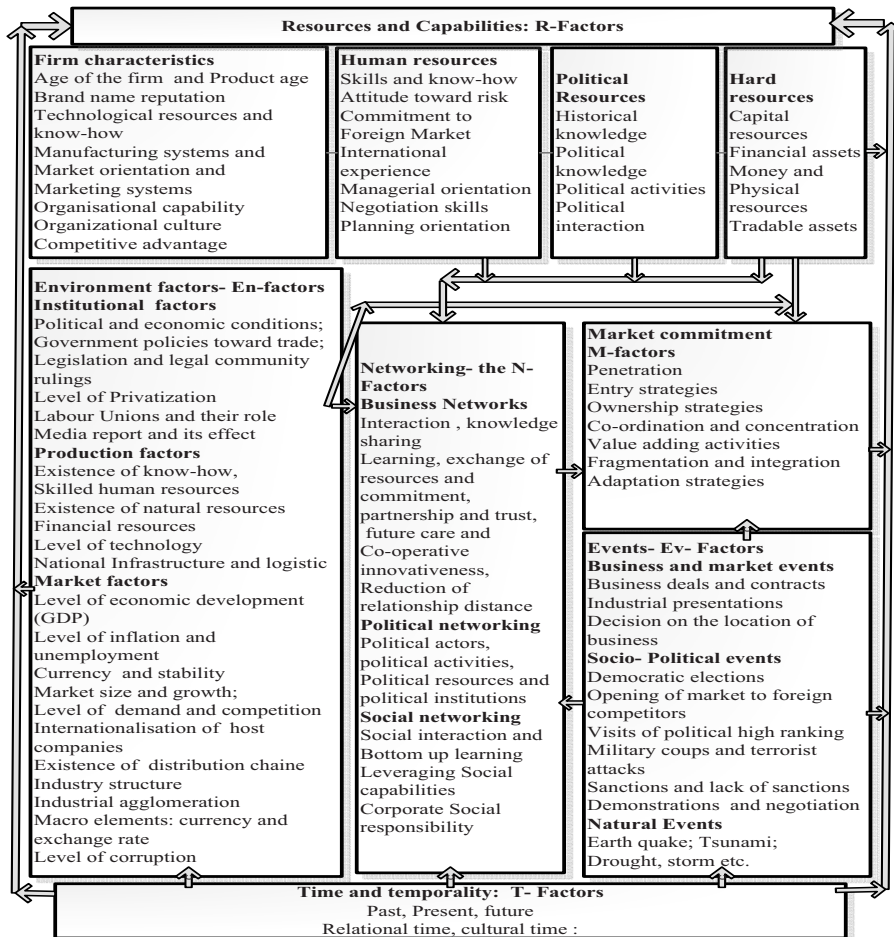 Resources and Capabilities: R-Factors
Firm characteristics
Age of the firm and Product age
Brand name reputation
Technological resources and
know-how
Manufacturing systems and
Market orientation and
Marketing systems
Organisational capability
Organizational culture
Competitive advantage
Human resources
Skills and know-how
Attitude toward risk
Commitment to
Foreign Market
International
experience
Managerial orientation
Negotiation skills
Planning orientation
Political
Resources
Historical
knowledge
Political
knowledge
Political activities
Political
interaction
Hard
resources
Capital
resources
Financial assets
Money and
Physical
resources
Tradable assets
Environment factors- En-factors
Institutional factors
Political and economic conditions;
Government policies toward trade;
Legislation and legal community
rulings
Level of Privatization
Labour Unions and their role
Media report and its effect
Production factors
Existence of know-how,
Skilled human resources
Existence of natural resources
Financial resources
Level of technology
National Infrastructure and logistic
Market factors
Level of economic development
(GDP)
Level of inflation and
unemployment
Currency and stability
Market size and growth;
Level of demand and competition
Internationalisation of host
companies
Existence of distribution chaine
Industry structure
Industrial agglomeration
Macro elements: currency and
exchange rate
Level of corruption
Networking- the N-
Factors
Business Networks
Interaction , knowledge
sharing
Learning, exchange of
resources and
commitment,
partnership and trust,
future care and
Co-operative
innovativeness,
Reduction of
relationship distance
Political networking
Political actors,
political activities,
Political resources and
political institutions
Social networking
Social interaction and
Bottom up learning
Leveraging Social
capabilities
Corporate Social
responsibility
Market commitment
M-factors
Penetration
Entry strategies
Ownership strategies
Co-ordination and concentration
Value adding activities
Fragmentation and integration
Adaptation strategies
Events- Ev- Factors
Business and market events
Business deals and contracts
Industrial presentations
Decision on the location of
business
Socio- Political events
Democratic elections
Opening of market to foreign
competitors
Visits of political high ranking
Military coups and terrorist
attacks
Sanctions and lack of sanctions
Demonstrations and negotiation
Natural Events
Earth quake; Tsunami;
Drought, storm etc.
Time and temporality: T- Factors
Past, Present, future
Relational time, cultural time :